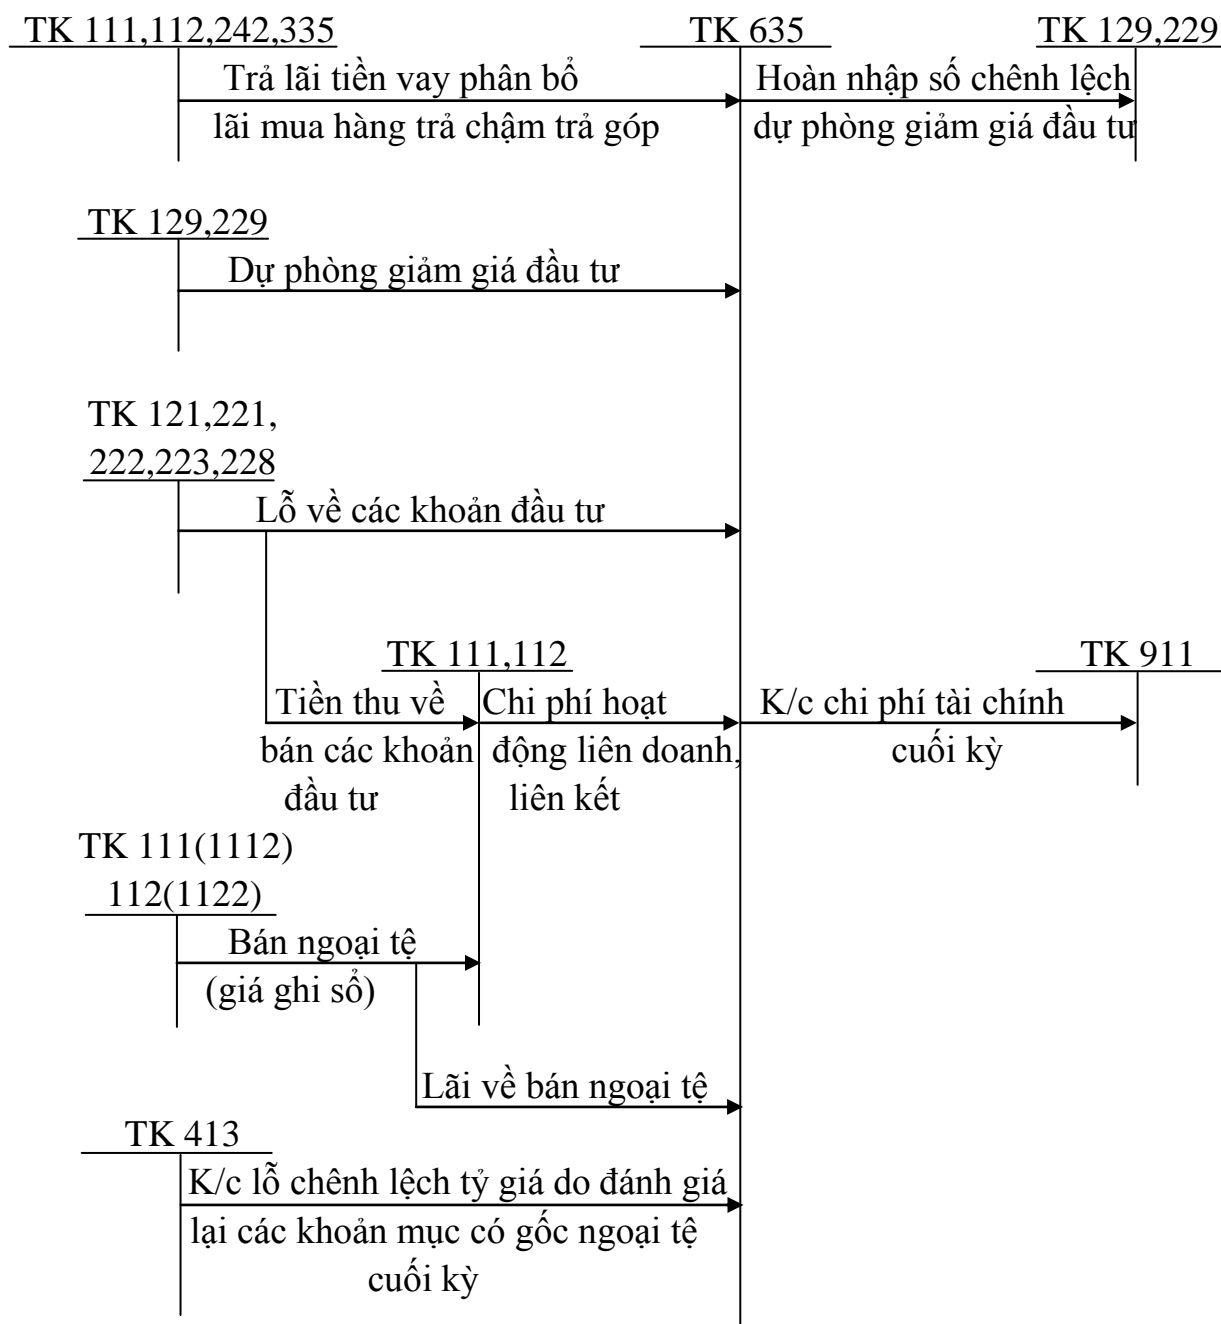 TK 111,112,242,335
TK 635
TK 129,229
Trả lãi tiền vay phân bổ
Hoàn nhập số chênh lệch
lãi mua hàng trả chậm trả góp
dự phòng giảm giá đầu tư
TK 129,229
Dự phòng giảm giá đầu tư
TK 121,221,
222,223,228
Lỗ về các khoản đầu tư
TK 111,112
TK 911
Tiền thu về
bán các khoản
đầu tư
Chi phí hoạt
động liên doanh,
liên kết
K/c chi phí tài chính
cuối kỳ
TK 111(1112)
112(1122)
Bán ngoại tệ
(giá ghi sổ)
Lãi về bán ngoại tệ
TK 413
K/c lỗ chênh lệch tỷ giá do đánh giá
lại các khoản mục có gốc ngoại tệ
cuối kỳ